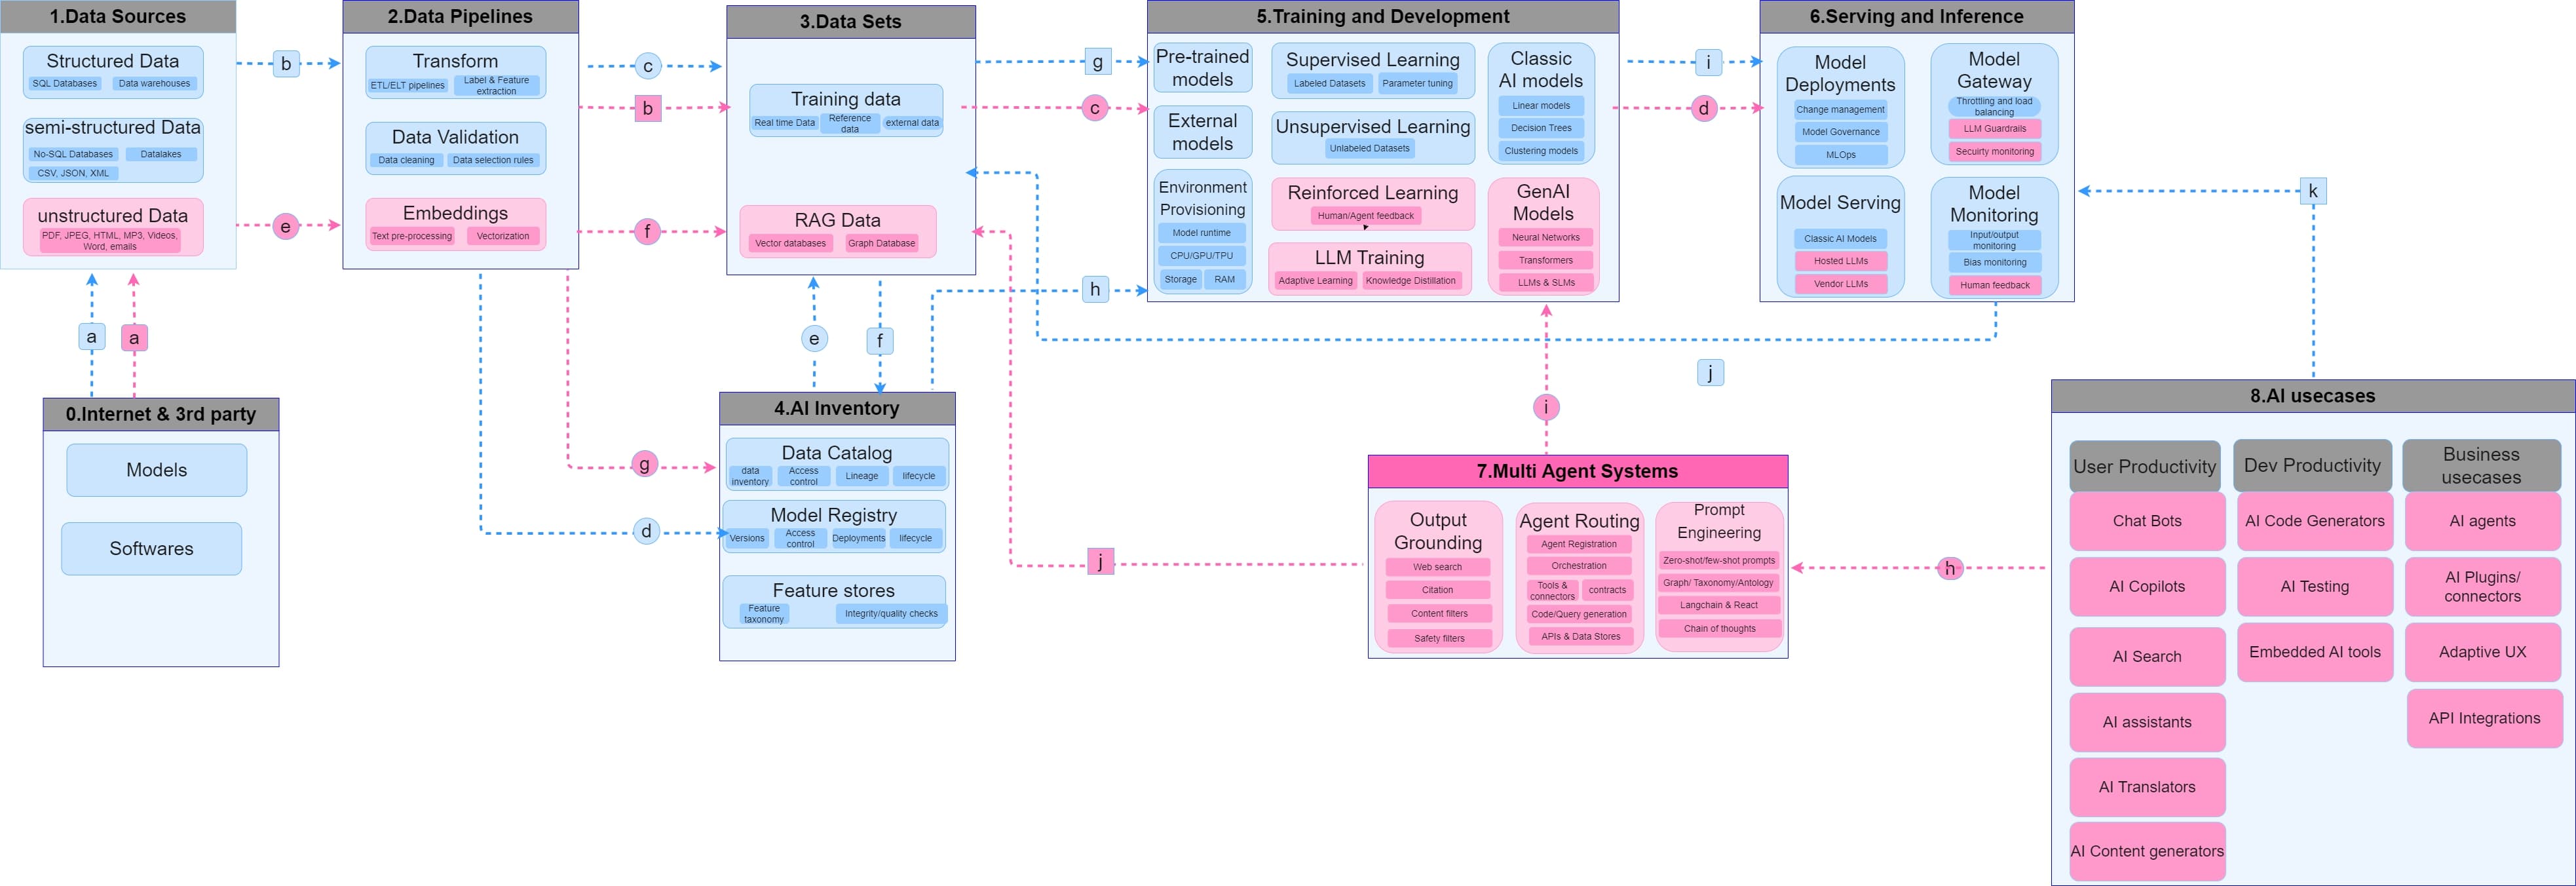 1.Data Sources
Structured Data
SQL Databases
Data warehouses
semi-structured Data
No-SQL Databases
Datalakes
CSV, JSON, XML
unstructured Data
PDF, JPEG, HTML, MP3, Videos,
Word, emails
b
e
a
a
0.Internet & 3rd party
Models
Softwares
2.Data Pipelines
Transform
ETL/ELT pipelines
Label & Feature
extraction
Data Validation
Data cleaning
Data selection rules
Embeddings
Text pre-processing
Vectorization
c
b
f
g
d
3.Data Sets
Training data
Real time Data
Reference
data
external data
RAG Data
Vector databases
Graph Database
e
f
4.AI Inventory
Data Catalog
data
inventory
Access
control
Lineage
lifecycle
Model Registry
Versions
Access
control
Deployments
lifecycle
Feature stores
Feature
taxonomy
Integrity/quality checks
g
c
h
j
5.Training and Development
Pre-trained
models
External
models
Environment
Provisioning
Model runtime
CPU/GPU/TPU
Storage
RAM
Supervised Learning
Labeled Datasets
Parameter tuning
Unsupervised Learning
Unlabeled Datasets
Reinforced Learning
Human/Agent feedback
LLM Training
Adaptive Learning
Knowledge Distillation
Classic
AI models
Linear models
Decision Trees
Clustering models
GenAI
Models
Neural Networks
Transformers
LLMs & SLMs
i
d
i
j
6.Serving and Inference
Model
Deployments
Change management
Model Governance
MLOps
Model
Gateway
Throttling and load
balancing
LLM Guardrails
Secuirty monitoring
Model Serving
Classic AI Models
Hosted LLMs
Vendor LLMs
Model
Monitoring
Input/output
monitoring
Bias monitoring
Human feedback
k
7.Multi Agent Systems
Output
Grounding
Web search
Citation
Content filters
Safety filters
Agent Routing
Agent Registration
Orchestration
Tools &
connectors
contracts
Code/Query generation
APIs & Data Stores
Prompt
Engineering
Zero-shot/few-shot prompts
Graph/ Taxonomy/Antology
Langchain & React
Chain of thoughts
h
8.AI usecases
User Productivity
Chat Bots
AI Copilots
AI Search
AI assistants
AI Translators
AI Content generators
Dev Productivity
AI Code Generators
AI Testing
Embedded AI tools
Business
usecases
AI agents
AI Plugins/
connectors
Adaptive UX
API Integrations